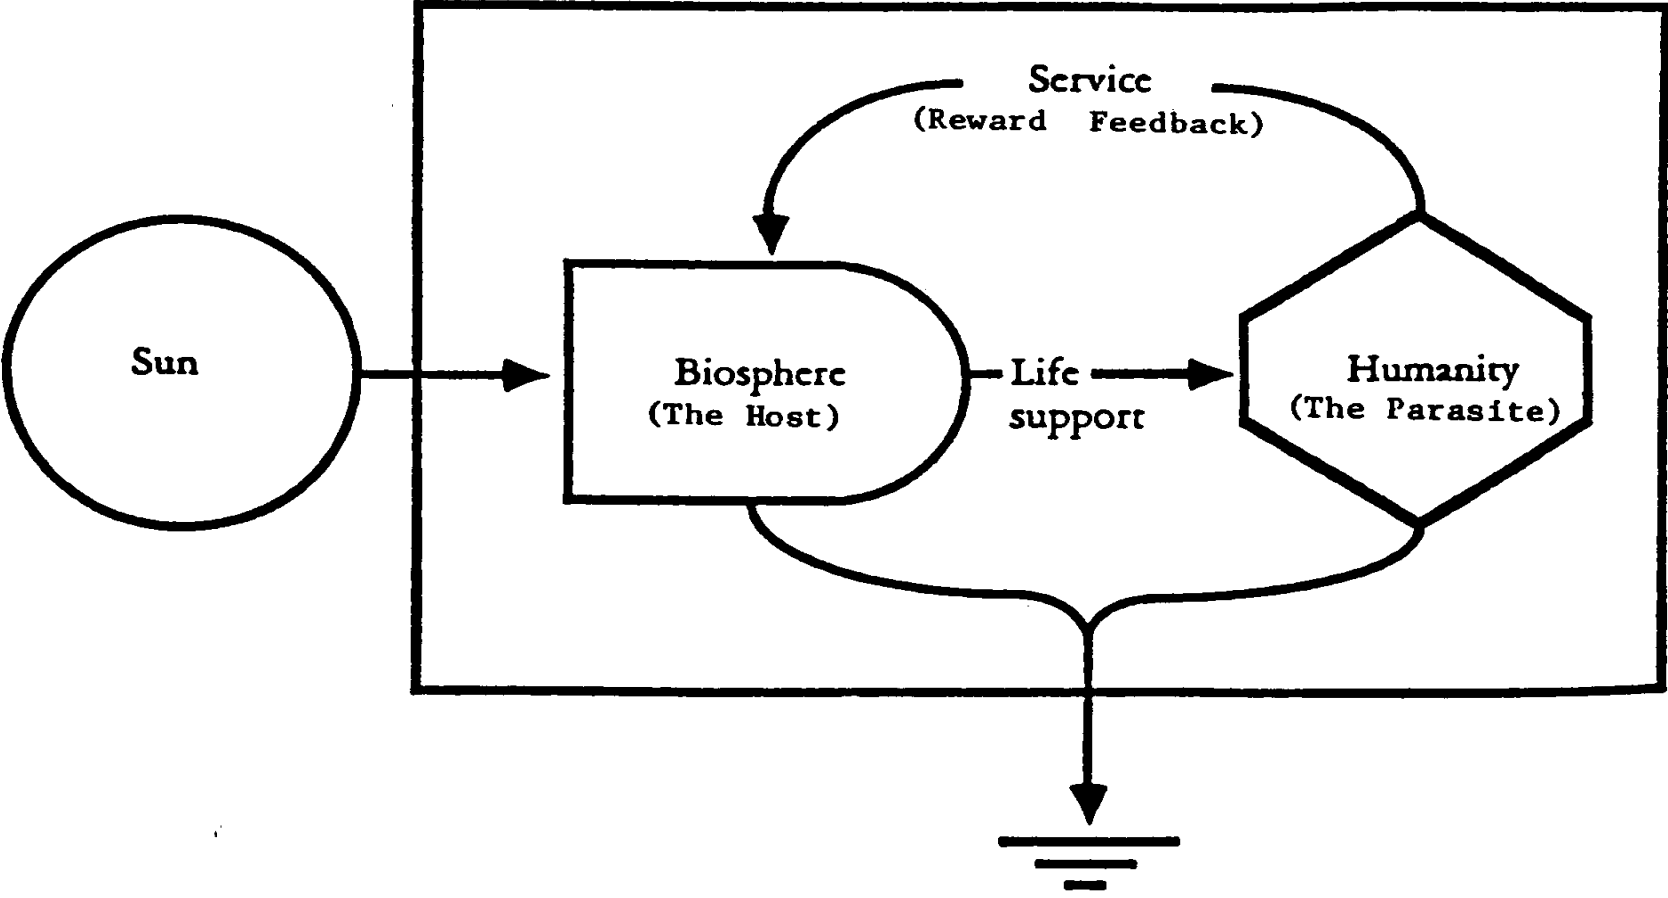 Service
(Reward Feedback)
Sun
Biosphere
(The Host)
Life
support
Humanity
(The Parasite)